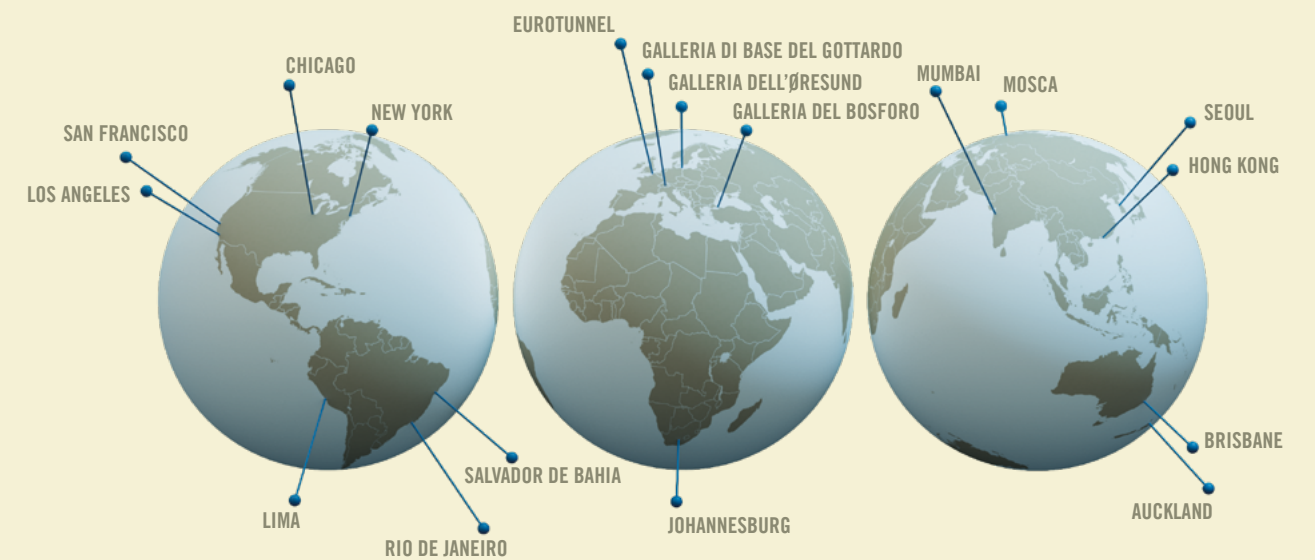 EUROTUNNEL
GALLERIA DI BASE DEL GOTTARDO
CHICAGO
GALLERIA DELL'ØRESUND
MUMBAI
MOSCA
NEW YORK
GALLERIA DEL BOSFORO
SEOUL
SAN FRANCISCO
HONG KONG
LOS ANGELES
BRISBANE
SALVADOR DE BAHIA
AUCKLAND
LIMA
JOHANNESBURG
RIO DE JANEIRO